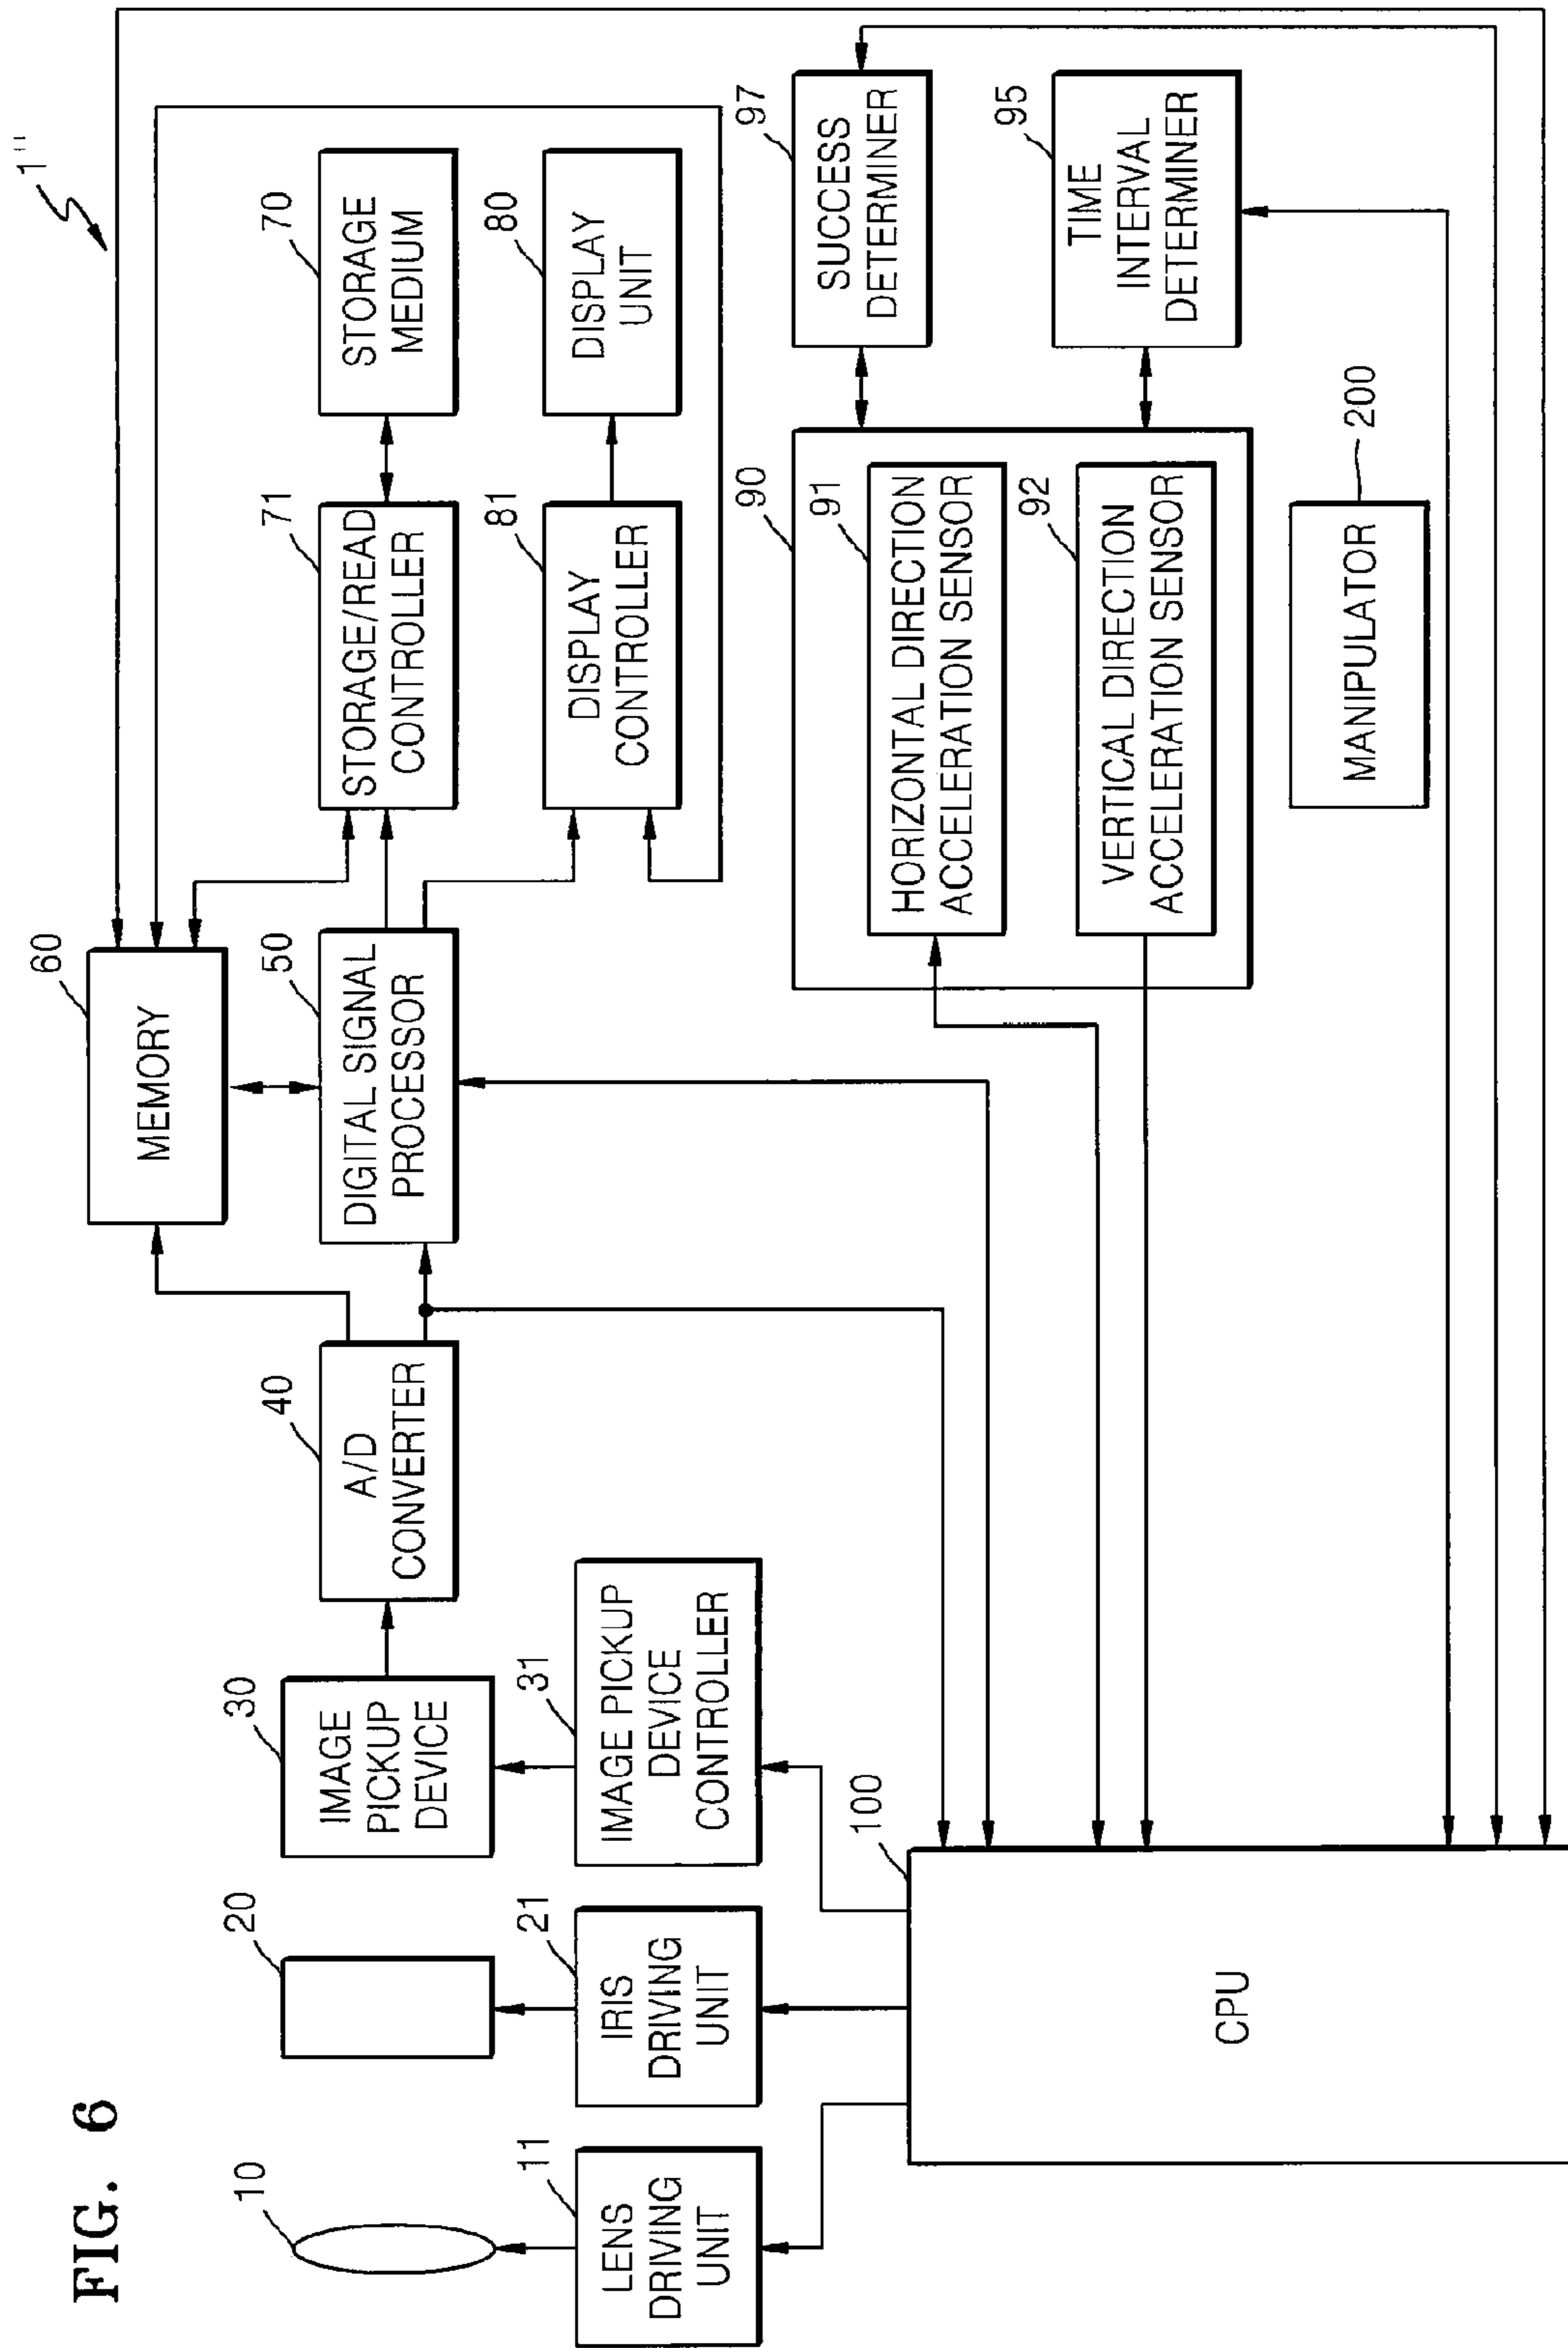 FIG. 6
1"
10
20
30
IMAGE
PICKUP
DEVICE
40
A/D
CONVERTER
60
MEMORY
50
DIGITAL SIGNAL
PROCESSOR
71
STORAGE/READ
CONTROLLER
70
STORAGE
MEDIUM
81
DISPLAY
CONTROLLER
80
DISPLAY
UNIT
11
LENS
DRIVING
UNIT
21
IRIS
DRIVING
UNIT
31
IMAGE PICKUP
DEVICE
CONTROLLER
100
CPU
90
91
HORIZONTAL DIRECTION
ACCELERATION SENSOR
92
VERTICAL DIRECTION
ACCELERATION SENSOR
97
SUCCESS
DETERMINER
95
TIME
INTERVAL
DETERMINER
MANIPULATOR
200